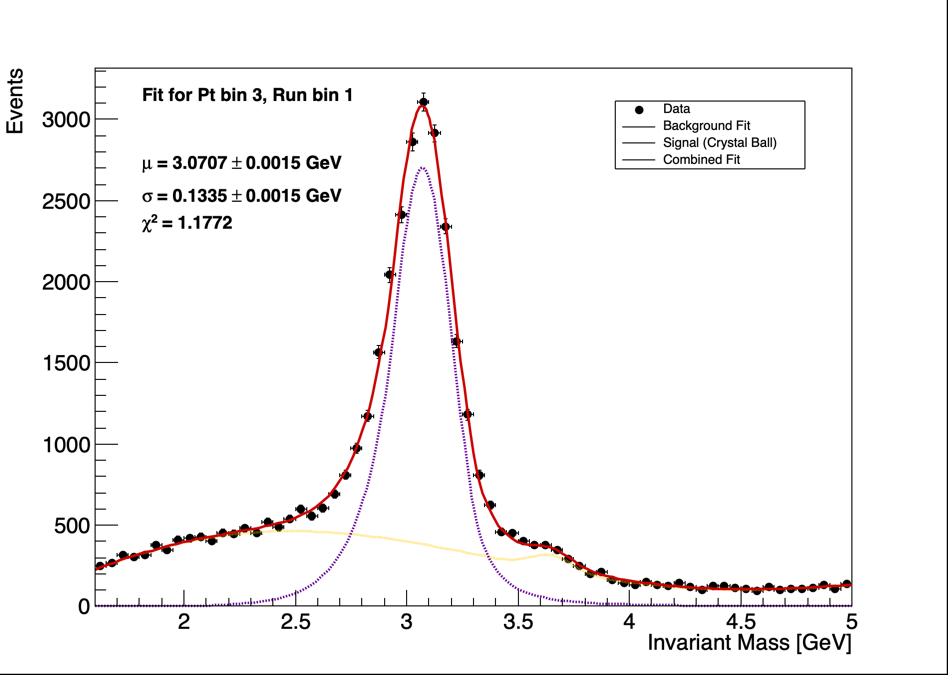 Events
Fit for Pt bin 3, Run bin 1
μ = 3.0707 ± 0.0015 GeV
σ = 0.1335 ± 0.0015 GeV
χ² = 1.1772
Data
Background Fit
Signal (Crystal Ball)
Combined Fit
3000
2500
2000
1500
1000
500
0
2 2.5 3 3.5 4 4.5 5
Invariant Mass [GeV]